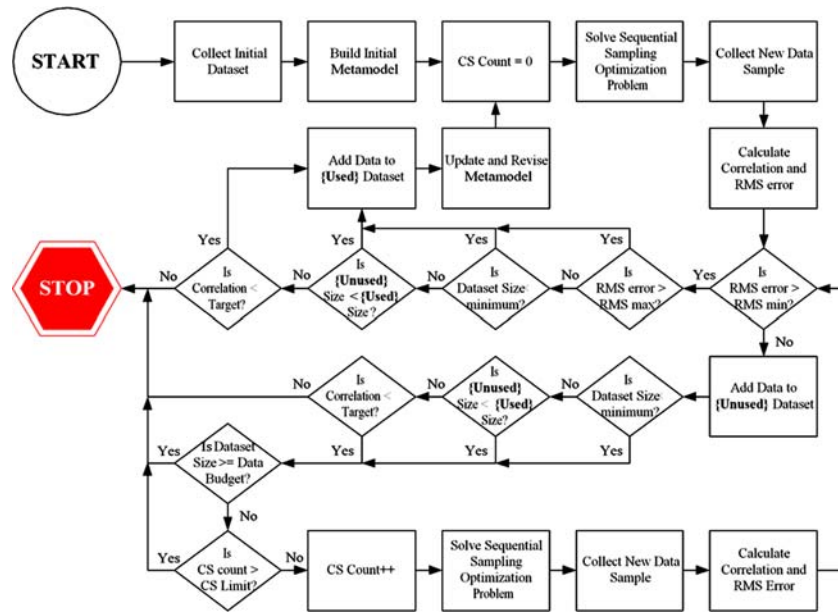 START
Collect Initial
Dataset
Build Initial
Metamodel
CS Count = 0
Solve Sequential
Sampling
Optimization
Problem
Collect New Data
Sample
Add Data to
{Used} Dataset
Update and Revise
Metamodel
Calculate
Correlation and
RMS error
STOP
No
Yes
Is
Correlation <
Target?
No
Yes
Is
{Unused}
Size < {Used}
Size ?
No
Yes
Is
Dataset Size<
minimum?
No
Yes
Is
RMS error >
RMS max?
Yes
Is
RMS error >
RMS min?
No
No
Is
Correlation <
Target?
Yes
No
Is
{Unused}
Size < {Used}
Size?
Yes
No
Is
Dataset Size<
minimum?
Yes
Add Data to
{Unused} Dataset
Yes
Is Dataset
Size >= Data
Budget?
No
Yes
Is
CS count >
CS Limit?
No
CS Count++
Solve Sequential
Sampling
Optimization
Problem
Collect New Data
Sample
Calculate
Correlation and
RMS Error